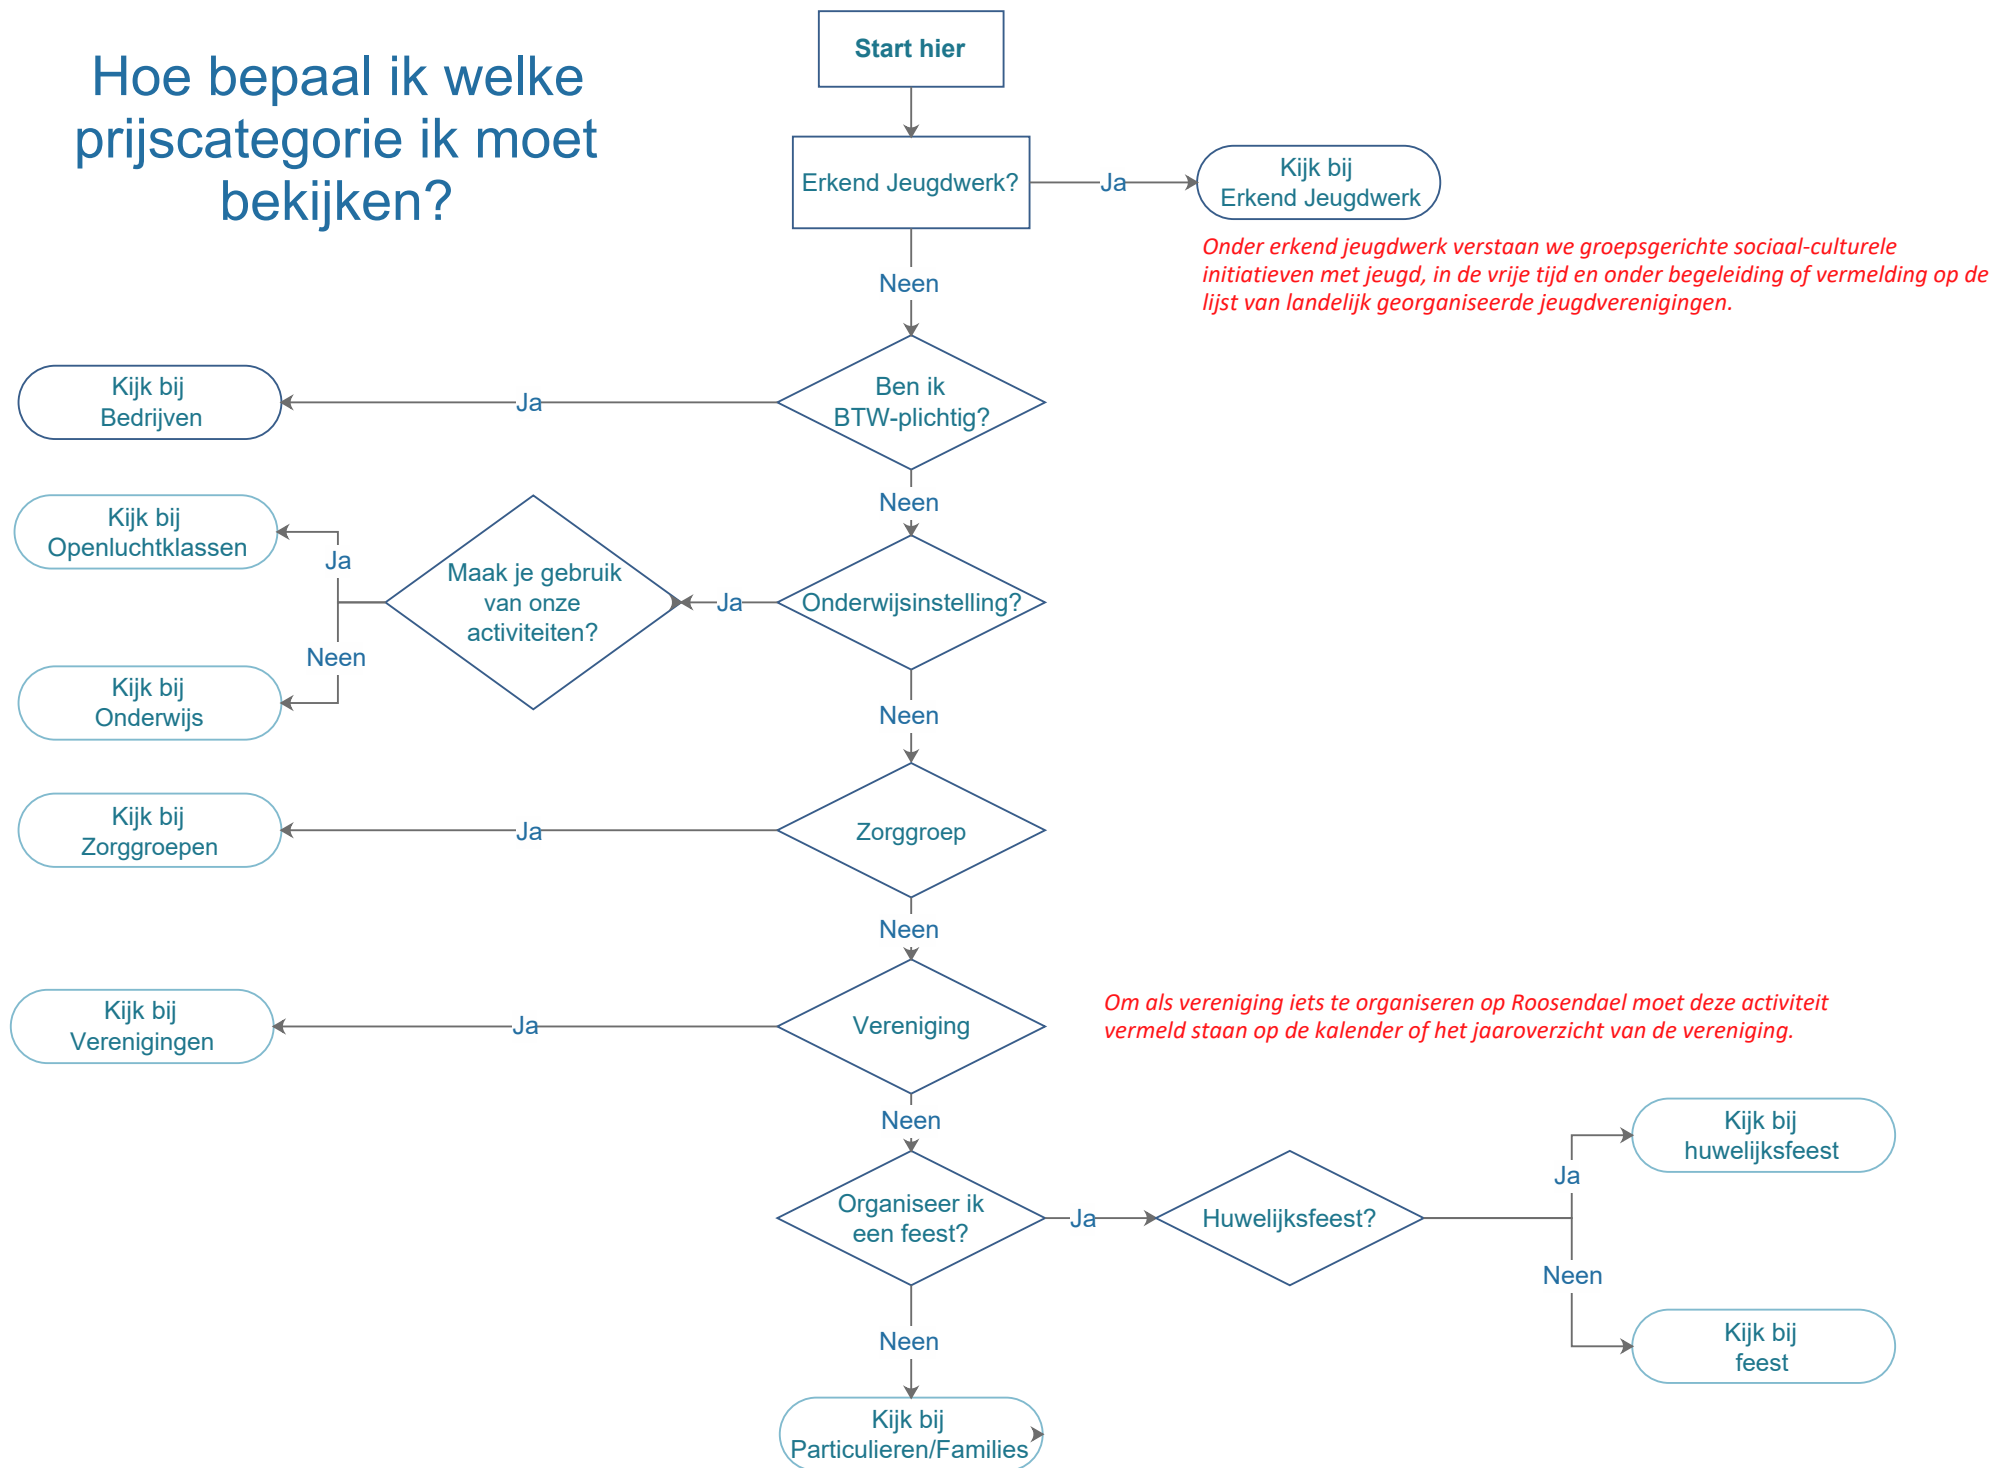 Hoe bepaal ik welke
prijscategorie ik moet
bekijken?
Start hier
Erkend Jeugdwerk?
Ja
Kijk bij
Erkend Jeugdwerk
Onder erkend jeugdwerk verstaan we groepsgerichte sociaal-culturele
initiatieven met jeugd, in de vrije tijd en onder begeleiding of vermelding op de
lijst van landelijk georganiseerde jeugdverenigingen.
Neen
Ben ik
BTW-plichtig?
Ja
Kijk bij
Bedrijven
Neen
Onderwijsinstelling?
Ja
Maak je gebruik
van onze
activiteiten?
Ja
Kijk bij
Openluchtklassen
Neen
Kijk bij
Onderwijs
Neen
Zorggroep
Ja
Kijk bij
Zorggroepen
Neen
Vereniging
Ja
Kijk bij
Verenigingen
Om als vereniging iets te organiseren op Roosendael moet deze activiteit
vermeld staan op de kalender of het jaaroverzicht van de vereniging.
Neen
Organiseer ik
een feest?
Ja
Huwelijksfeest?
Ja
Kijk bij
huwelijksfeest
Neen
Kijk bij
feest
Neen
Kijk bij
Particulieren/Families